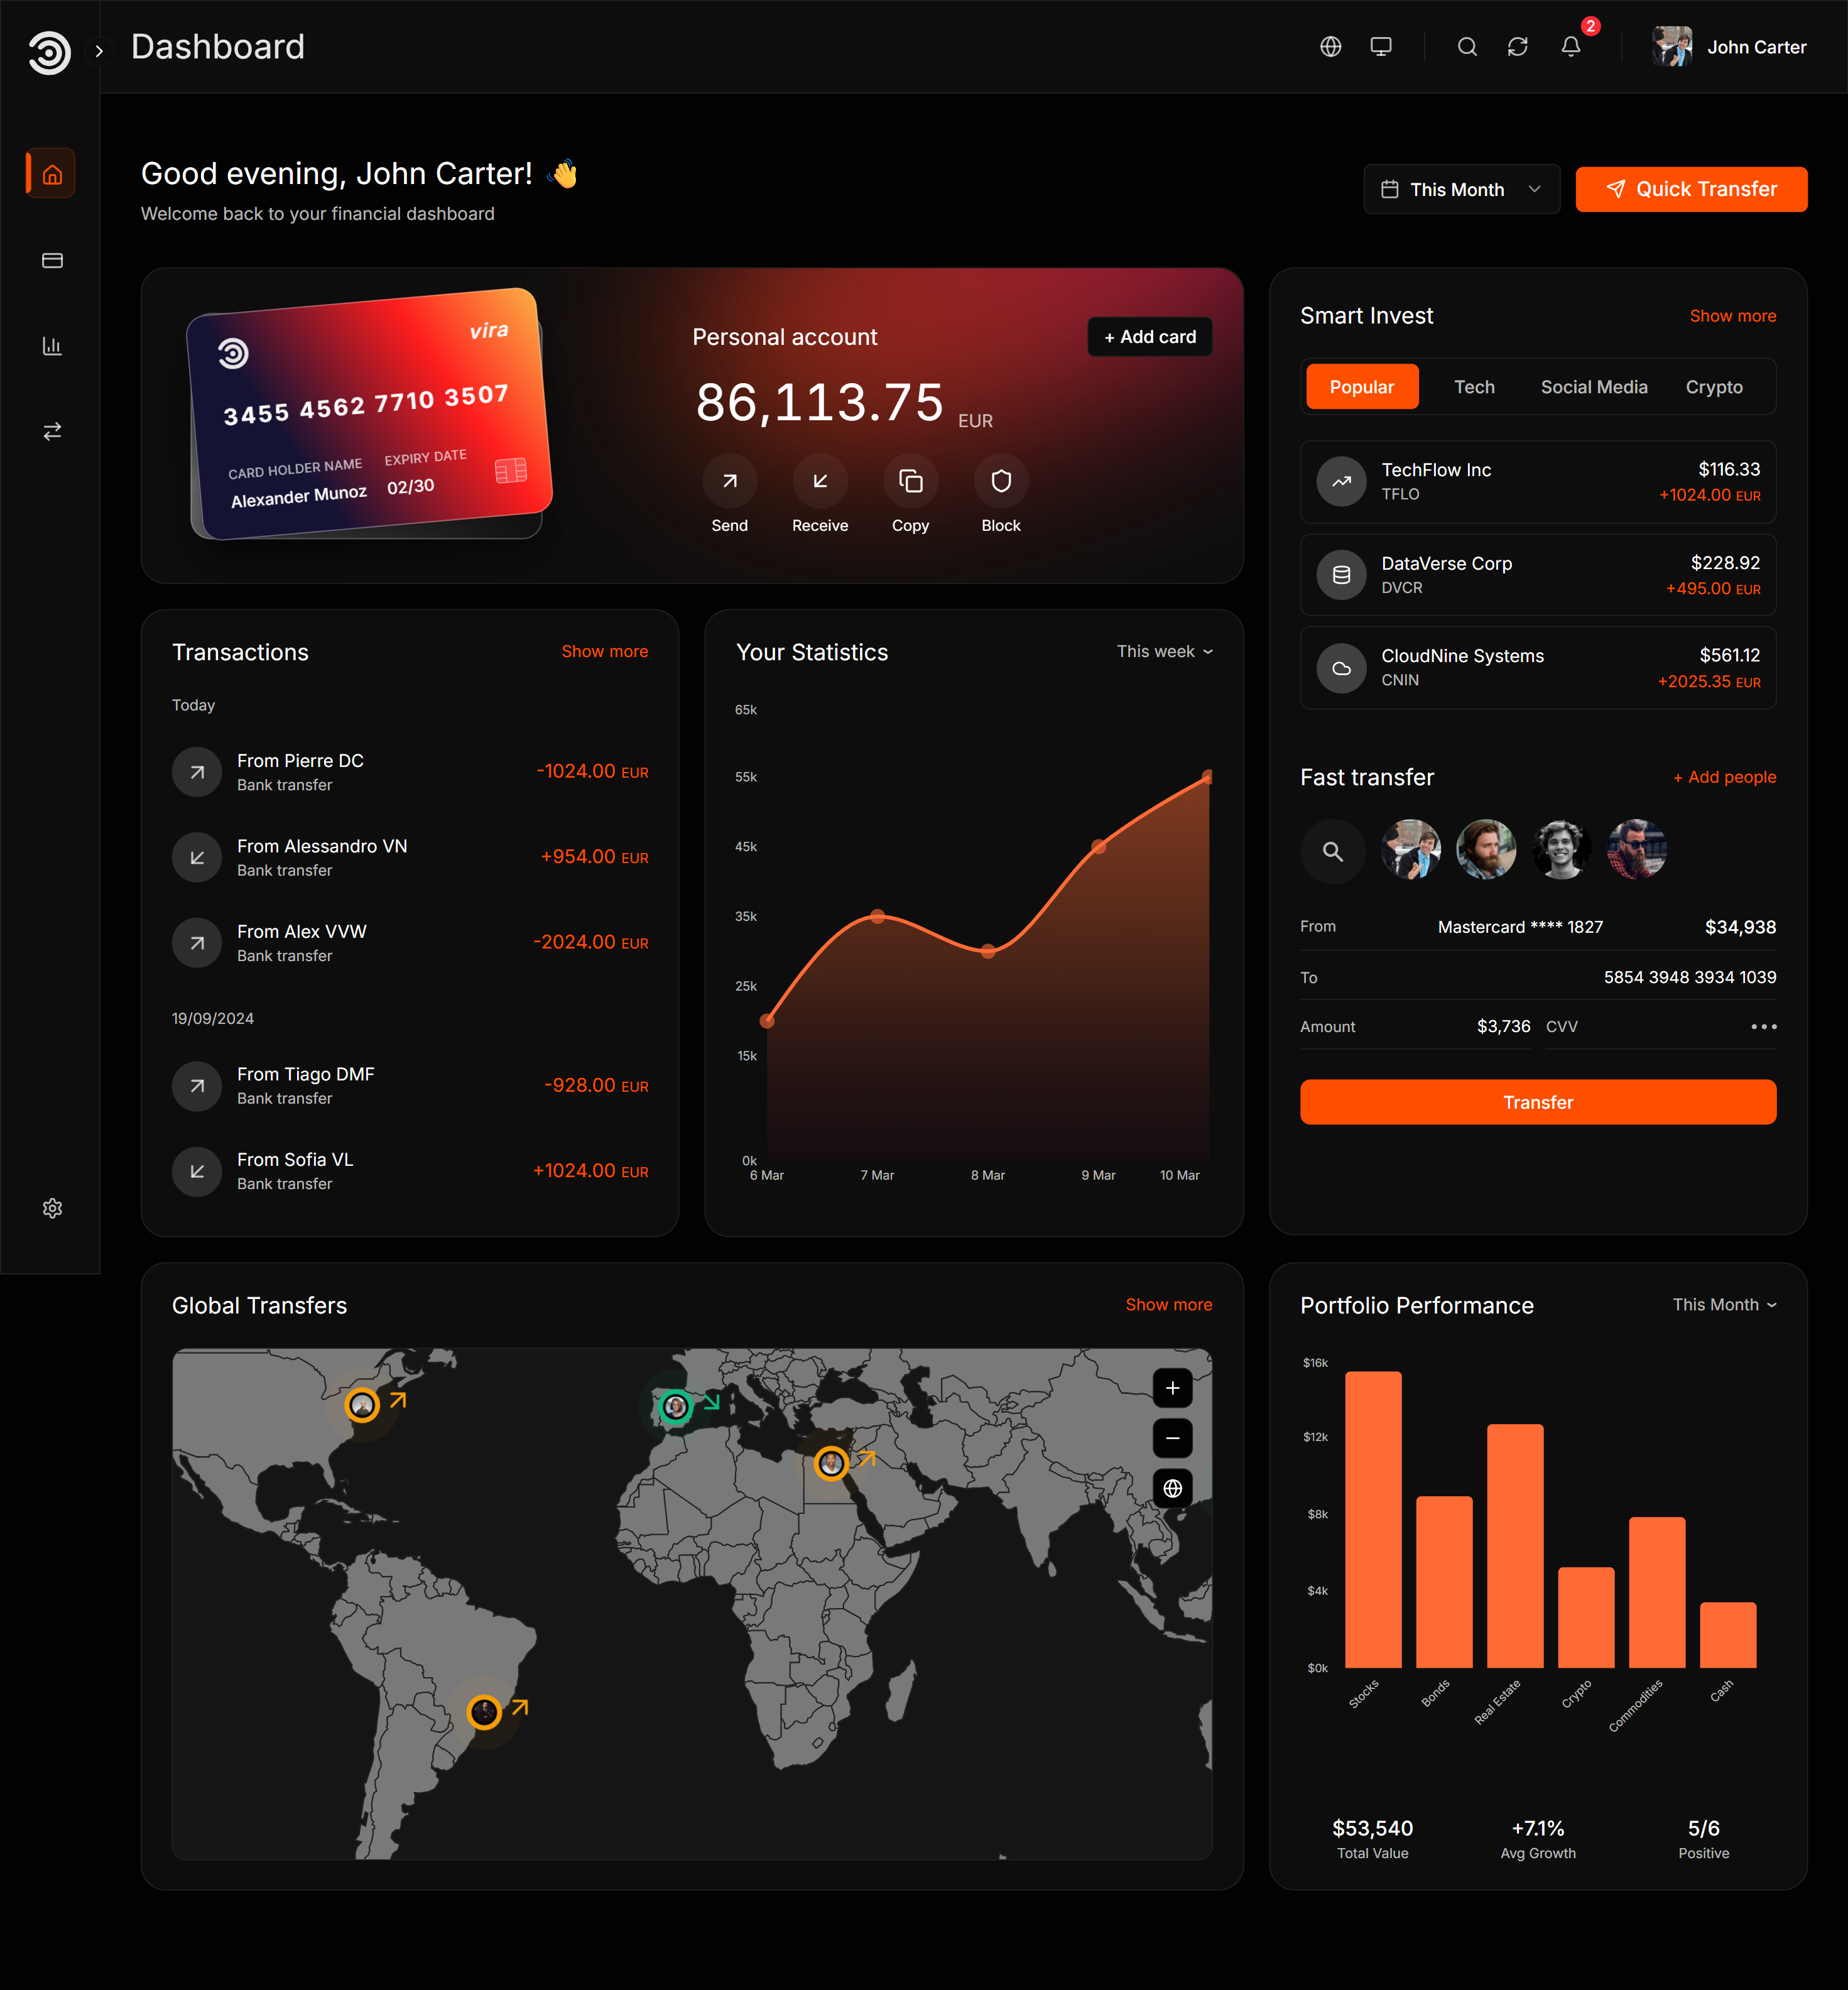 Dashboard
2
John Carter
Good evening, John Carter! 👋
Welcome back to your financial dashboard
This Month
Quick Transfer
vira
3455 4562 7710 3507
CARD HOLDER NAME EXPIRY DATE
Alexander Munoz 02/30
Personal account
+ Add card
86,113.75 EUR
Send Receive Copy Block
Smart Invest
Show more
Popular Tech Social Media Crypto
TechFlow Inc $116.33
TFLO +1024.00 EUR
DataVerse Corp $228.92
DVCR +495.00 EUR
CloudNine Systems $561.12
CNIN +2025.35 EUR
Transactions
Show more
Today
From Pierre DC
Bank transfer
-1024.00 EUR
From Alessandro VN
Bank transfer
+954.00 EUR
From Alex VVW
Bank transfer
-2024.00 EUR
19/09/2024
From Tiago DMF
Bank transfer
-928.00 EUR
From Sofia VL
Bank transfer
+1024.00 EUR
Your Statistics
This week
65k
55k
45k
35k
25k
15k
0k
6 Mar 7 Mar 8 Mar 9 Mar 10 Mar
Fast transfer
+ Add people
From Mastercard **** 1827 $34,938
To 5854 3948 3934 1039
Amount $3,736 CVV •••
Transfer
Global Transfers
Show more
Portfolio Performance
This Month
$16k
$12k
$8k
$4k
$0k
Stocks Bonds Real Estate Crypto Commodities Cash
$53,540 +7.1% 5/6
Total Value Avg Growth Positive